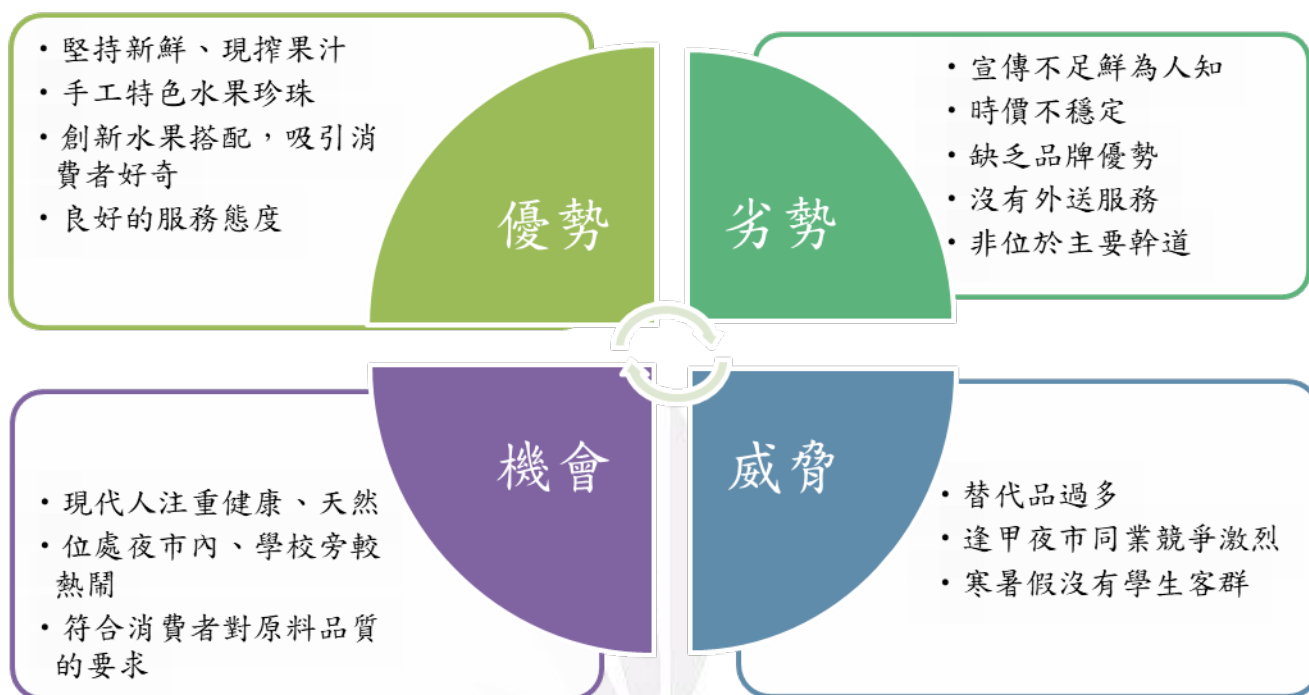 • 堅持新鮮、現搾果汁
• 手工特色水果珍珠
• 創新水果搭配，吸引消
費者好奇
• 良好的服務態度
優勢
劣勢
• 宣傳不足鮮為人知
• 時價不穩定
• 缺乏品牌優勢
• 沒有外送服務
• 非位於主要幹道
• 現代人注重健康、天然
• 位處夜市內、學校旁較
熱鬧
• 符合消費者對原料品質
的要求
機會
威脅
• 替代品過多
• 逢甲夜市同業競爭激烈
• 寒暑假沒有學生客群